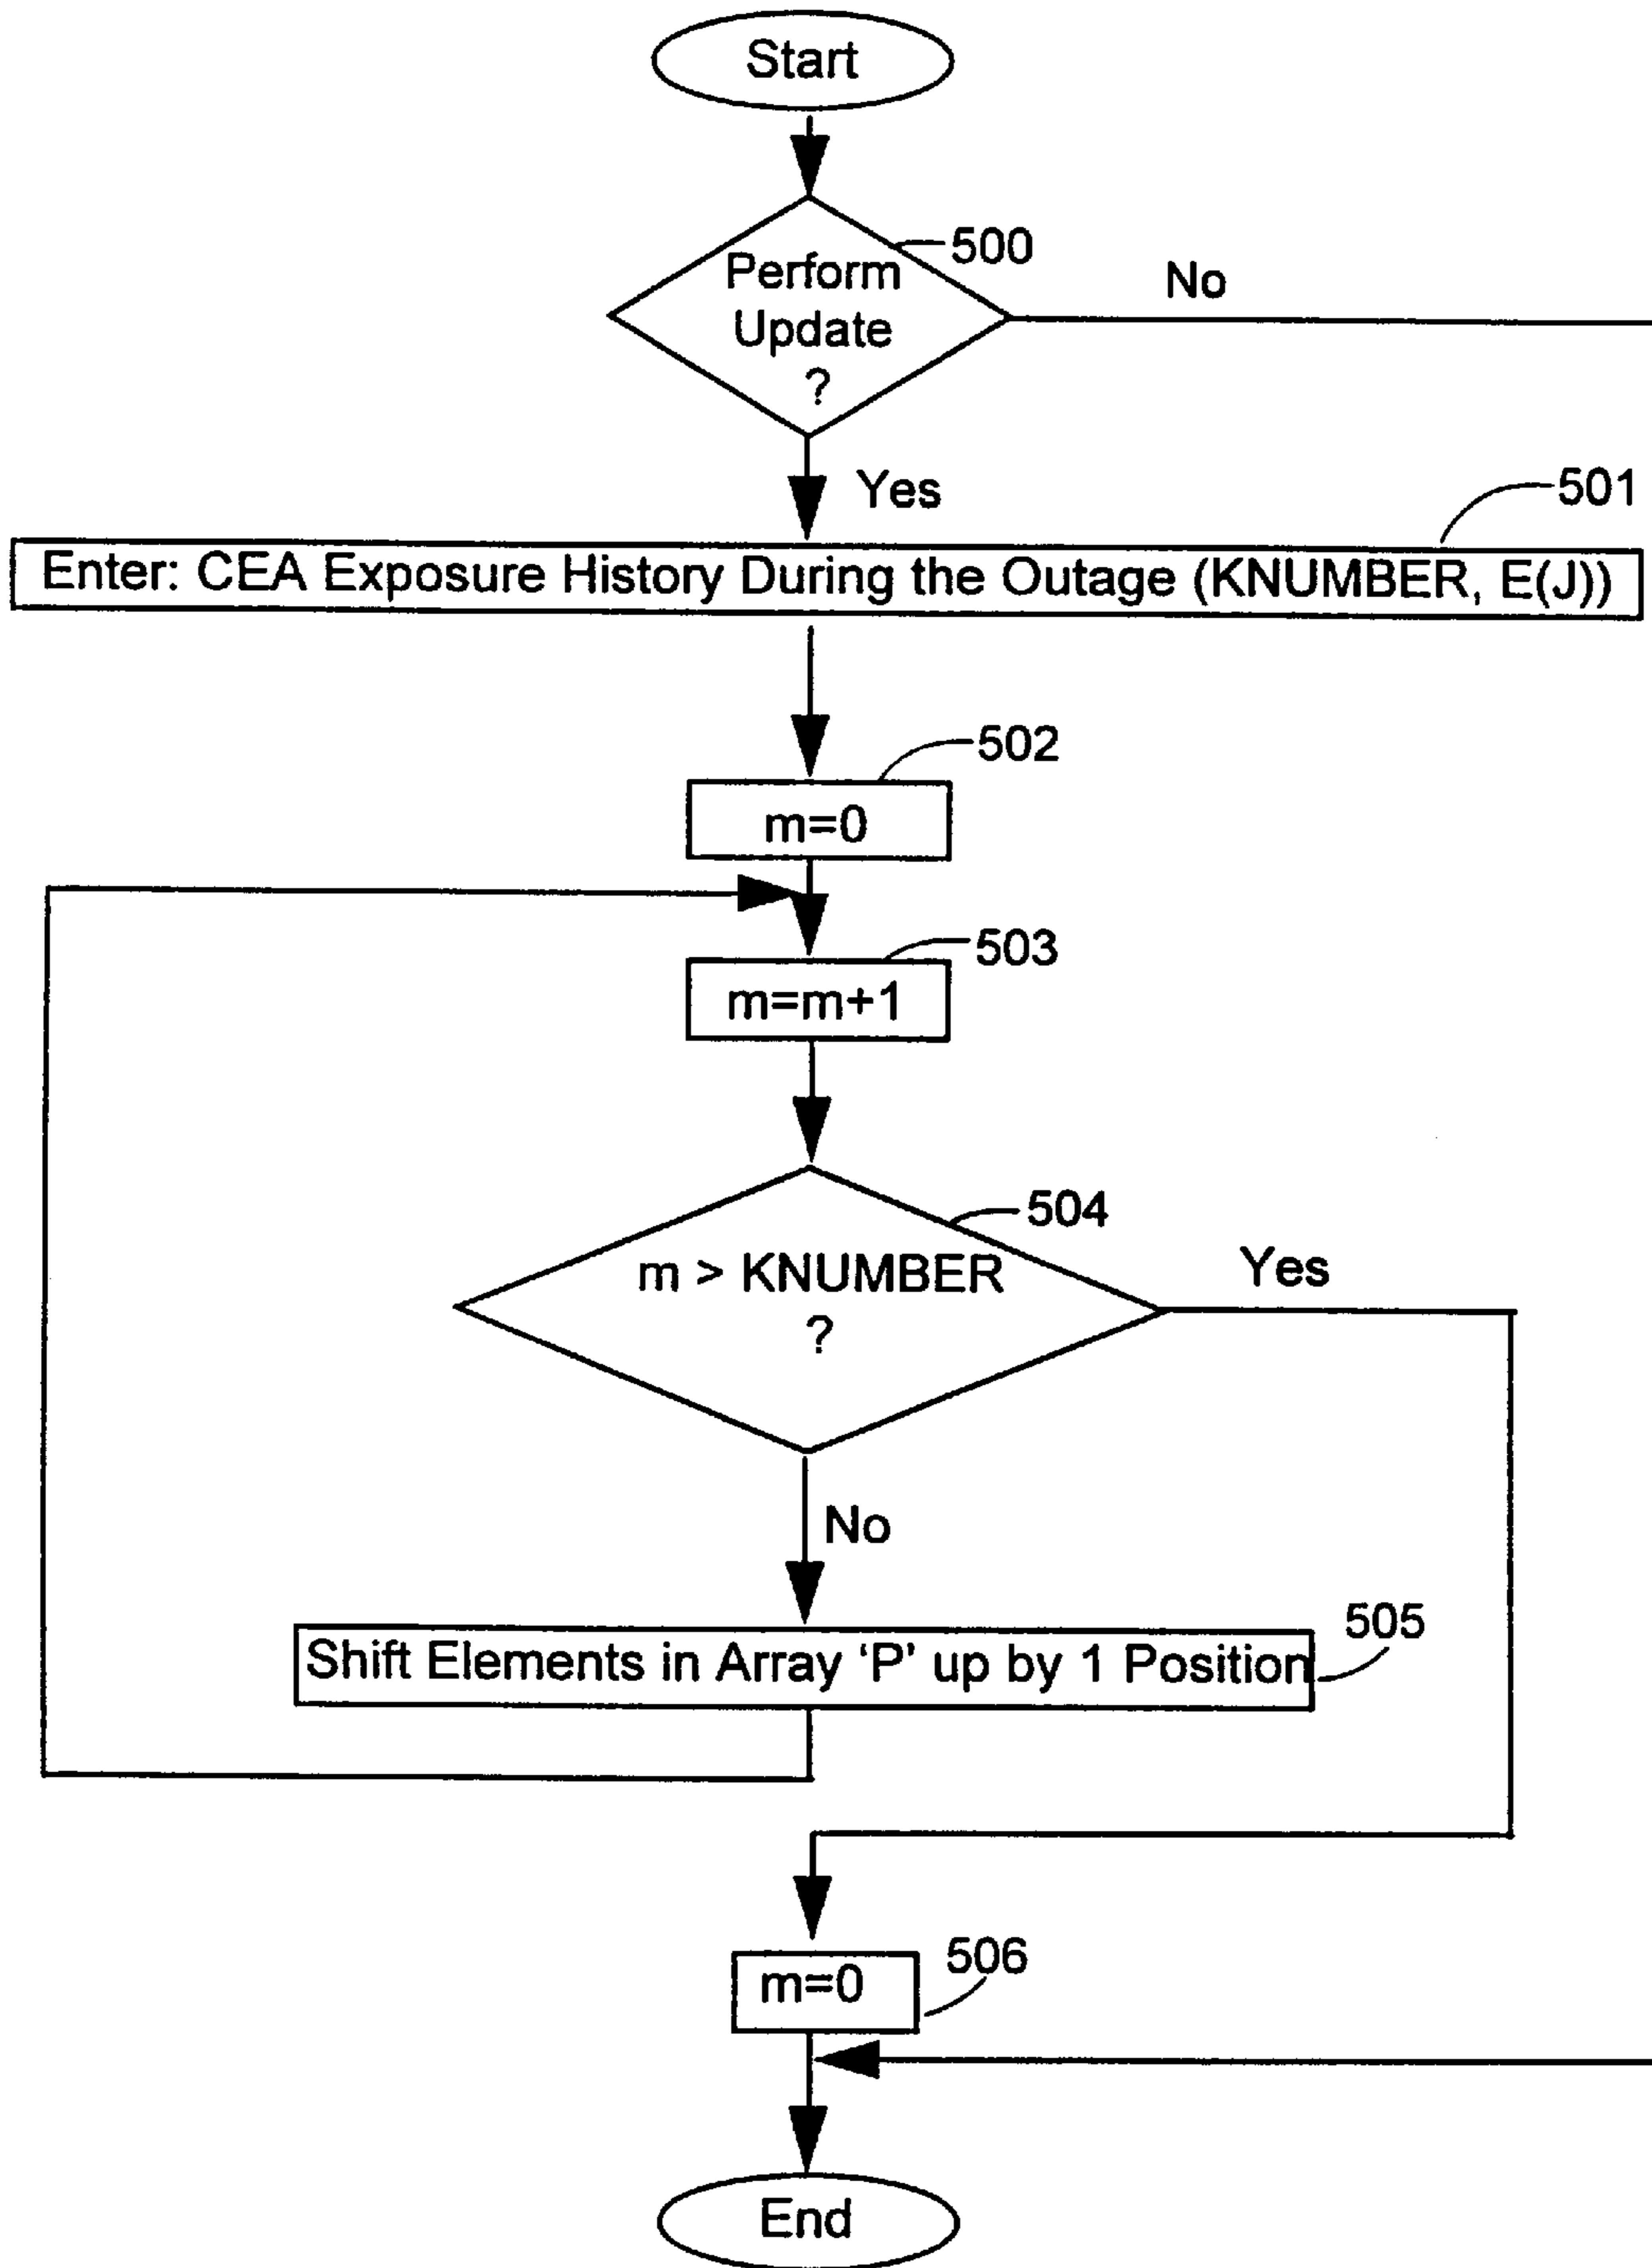 Start
500
Perform
Update
?
No
Yes
501
Enter: CEA Exposure History During the Outage (KNUMBER, E(J))
502
m=0
503
m=m+1
504
m > KNUMBER
?
Yes
No
505
Shift Elements in Array ‘P’ up by 1 Position
506
m=0
End